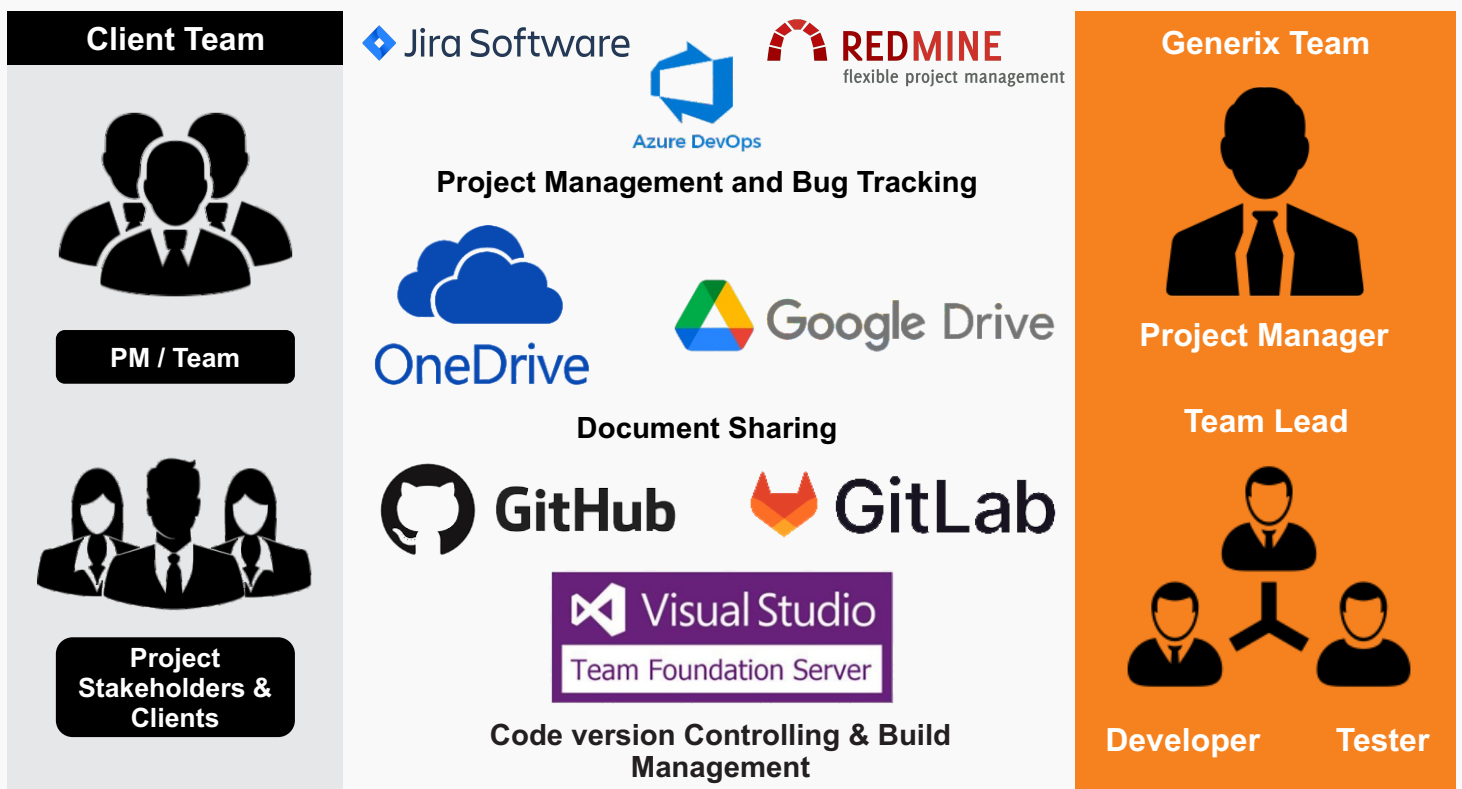 Client Team
PM / Team
Project
Stakeholders &
Clients
Jira Software
Azure DevOps
REDMINE
flexible project management
Project Management and Bug Tracking
OneDrive
Google Drive
Document Sharing
GitHub
GitLab
Visual Studio
Team Foundation Server
Code version Controlling & Build
Management
Generix Team
Project Manager
Team Lead
Developer
Tester